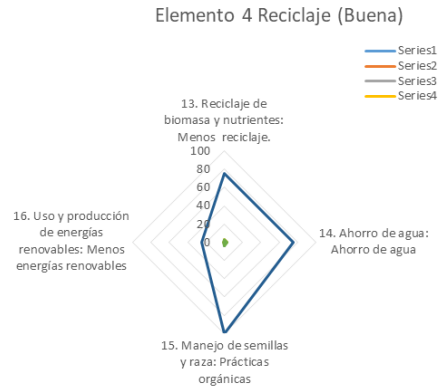 Elemento 4 Reciclaje (Buena)
Series1
Series2
Series3
Series4
13. Reciclaje de
biomasa y nutrientes:
Menos reciclaje.
100
80
60
40
20
0
14. Ahorro de agua:
Ahorro de agua
16. Uso y producción
de energías
renovables: Menos
energías renovables
15. Manejo de semillas
y raza: Prácticas
orgánicas